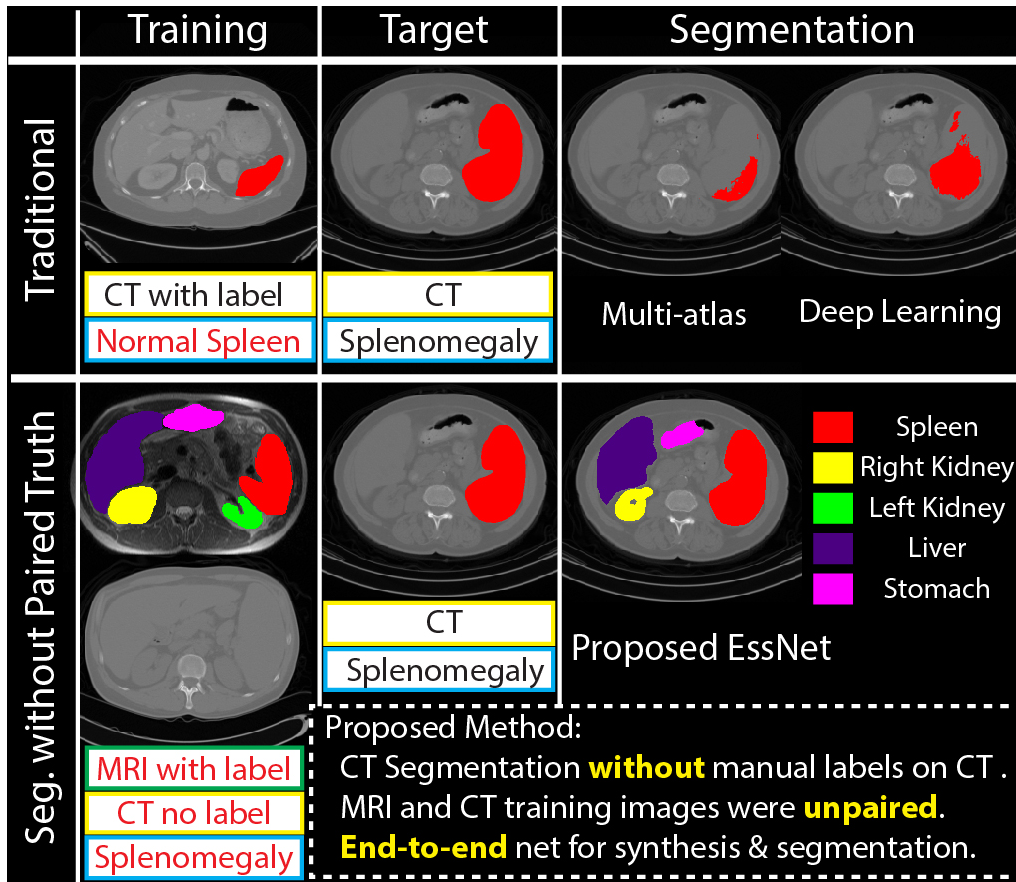 Training
Target
Segmentation
Traditional
CT with label
Normal Spleen
CT
Splenomegaly
Multi-atlas
Deep Learning
Seg. without Paired Truth
MRI with label
CT no label
Splenomegaly
CT
Splenomegaly
Proposed EssNet
Spleen
Right Kidney
Left Kidney
Liver
Stomach
Proposed Method:
CT Segmentation without manual labels on CT .
MRI and CT training images were unpaired.
End-to-end net for synthesis & segmentation.